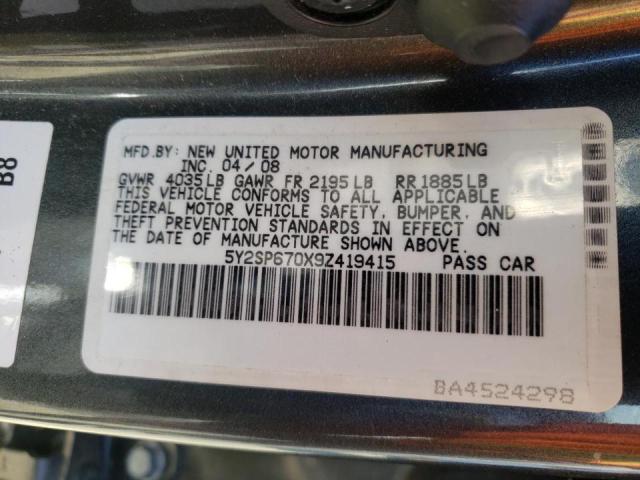 MFD.BY: NEW UNITED MOTOR MANUFACTURING
INC. 04/08
GVWR 4035LB GAWR FR 2195LB RR 1885LB
THIS VEHICLE CONFORMS TO ALL APPLICABLE
FEDERAL MOTOR VEHICLE SAFETY, BUMPER, AND
THEFT PREVENTION STANDARDS IN EFFECT ON
THE DATE OF MANUFACTURE SHOWN ABOVE.
5Y2SP670X9Z419415 PASS CAR
BA4524298
B8